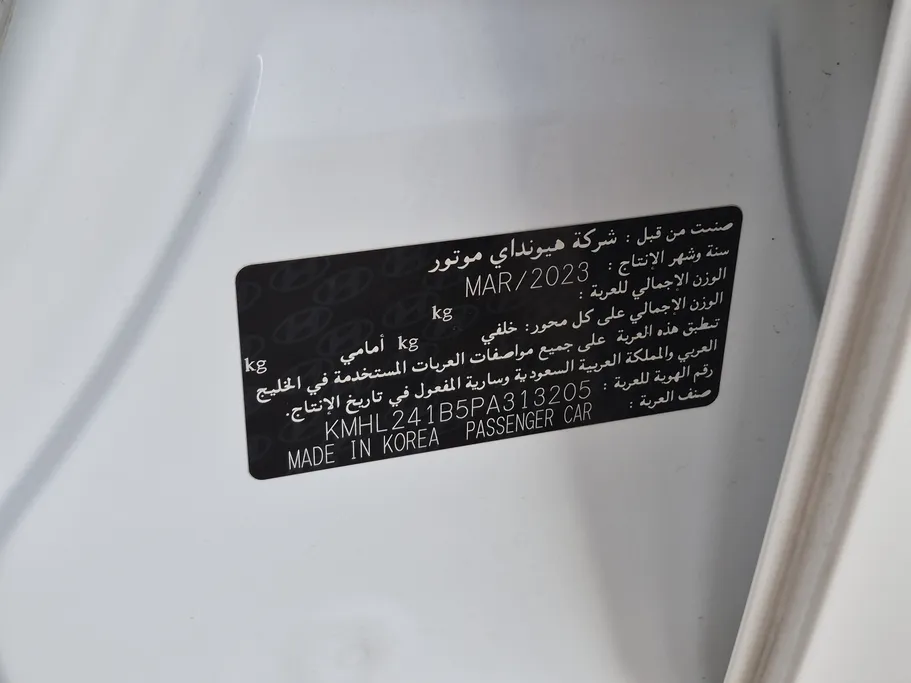 صنعت من قبل : شركة هيونداي موتور
سنة وشهر الإنتاج : MAR/2023
الوزن الإجمالي للعربة : kg
الوزن الإجمالي على كل محور : خلفي kg أمامي kg
تنطبق هذه العربة على جميع مواصفات العربات المستخدمة في الخليج
العربي والمملكة العربية السعودية وسارية المفعول في تاريخ الإنتاج.
رقم الهوية للعربة : KMHL241B5PA313205
صنف العربة : PASSENGER CAR
MADE IN KOREA